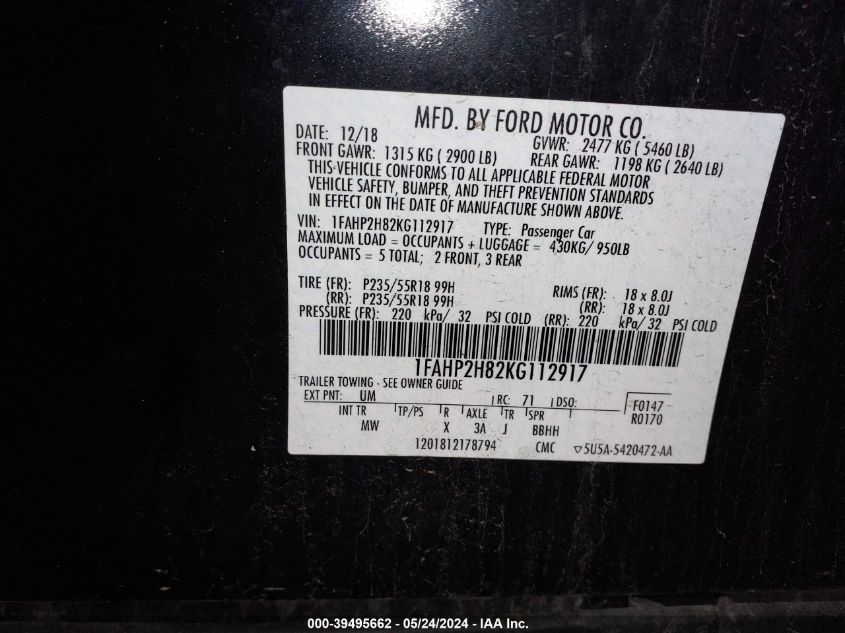 MFD. BY FORD MOTOR CO.
DATE: 12/18 GVWR: 2477 KG ( 5460 LB)
FRONT GAWR: 1315 KG ( 2900 LB) REAR GAWR: 1198 KG ( 2640 LB)
THIS VEHICLE CONFORMS TO ALL APPLICABLE FEDERAL MOTOR
VEHICLE SAFETY, BUMPER, AND THEFT PREVENTION STANDARDS
IN EFFECT ON THE DATE OF MANUFACTURE SHOWN ABOVE.
VIN: 1FAHP2H82KG112917 TYPE: Passenger Car
MAXIMUM LOAD = OCCUPANTS + LUGGAGE = 430KG/ 950LB
OCCUPANTS = 5 TOTAL; 2 FRONT, 3 REAR
TIRE (FR): P235/55R18 99H RIMS (FR): 18 x 8.0J
(RR): P235/55R18 99H (RR): 18 x 8.0J
PRESSURE (FR): 220 kPa/ 32 PSI COLD (RR): 220 kPa/ 32 PSI COLD
1FAHP2H82KG112917
TRAILER TOWING - SEE OWNER GUIDE
EXT PNT: UM RC: 71 DSO: F0147
INT TR TP/PS R AXLE TR SPR R0170
MW X 3A J BBHH
1201812178794 CMC ▽5U5A-5420472-AA
000-39495662 - 05/24/2024 - IAA Inc.